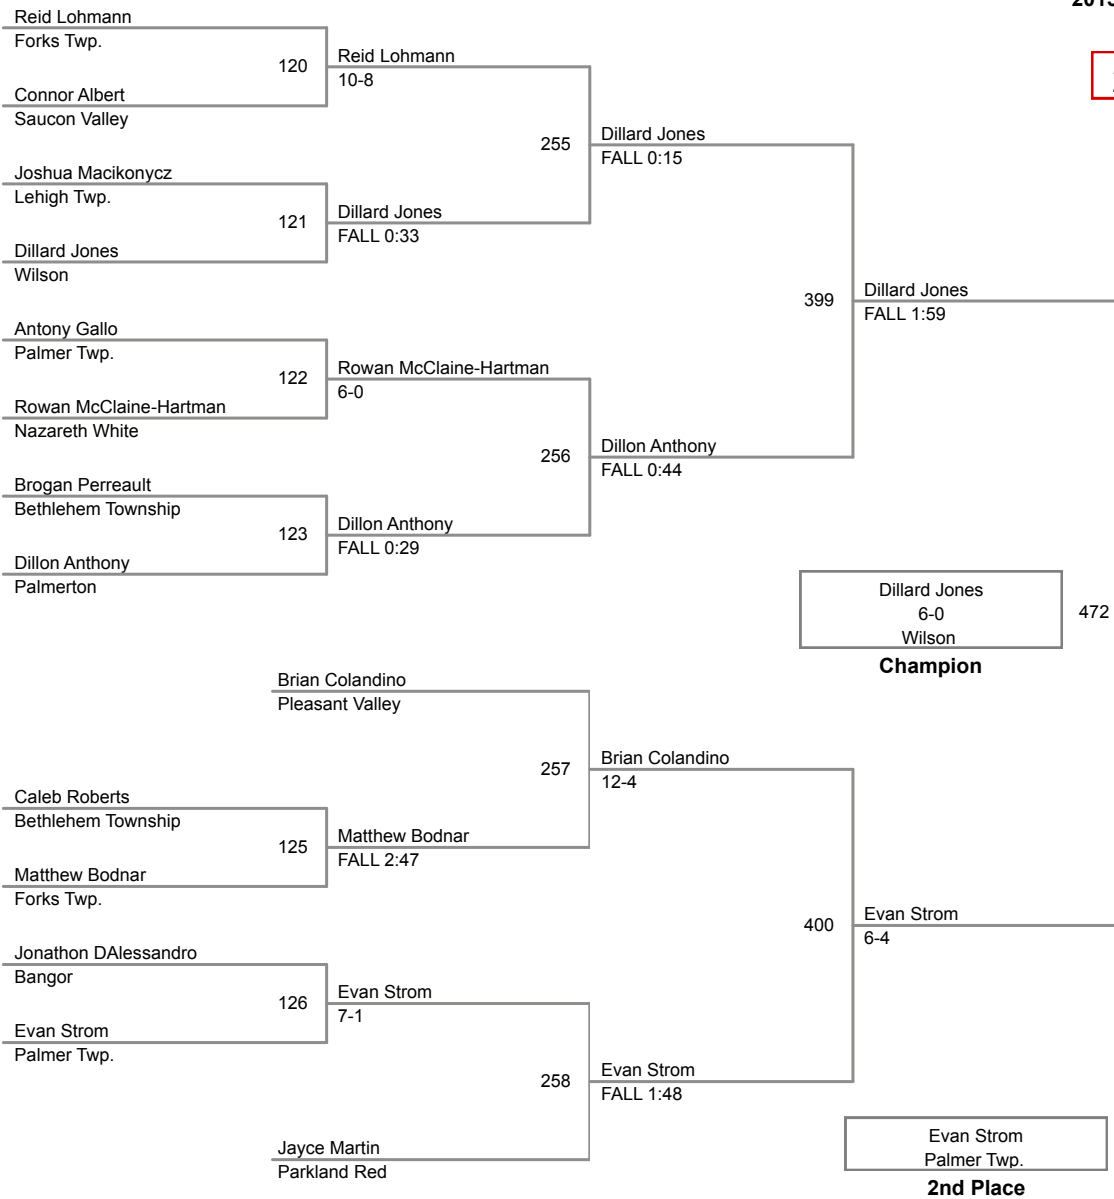 Reid Lohmann
Forks Twp.
120
Reid Lohmann
10-8
Connor Albert
Saucon Valley
255
Dillard Jones
FALL 0:15
Joshua Macikonycz
Lehigh Twp.
121
Dillard Jones
FALL 0:33
Dillard Jones
Wilson
399
Dillard Jones
FALL 1:59
Antony Gallo
Palmer Twp.
122
Rowan McClaine-Hartman
6-0
Rowan McClaine-Hartman
Nazareth White
256
Dillon Anthony
FALL 0:44
Brogan Perreault
Bethlehem Township
123
Dillon Anthony
FALL 0:29
Dillon Anthony
Palmerton
Dillard Jones
6-0
Wilson
472
Champion
Brian Colandino
Pleasant Valley
257
Brian Colandino
12-4
Caleb Roberts
Bethlehem Township
125
Matthew Bodnar
FALL 2:47
Matthew Bodnar
Forks Twp.
400
Evan Strom
6-4
Jonathon DAlessandro
Bangor
126
Evan Strom
7-1
Evan Strom
Palmer Twp.
258
Evan Strom
FALL 1:48
Jayce Martin
Parkland Red
Evan Strom
Palmer Twp.
2nd Place